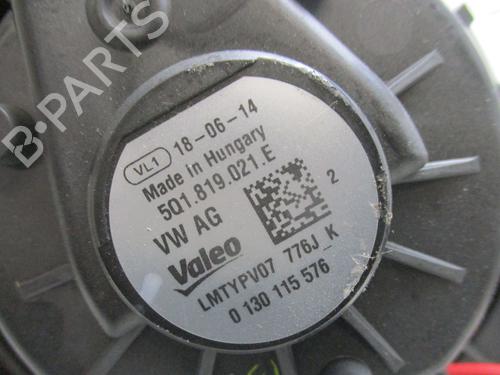 B-PARTS
VL1 18-06-14
Made in Hungary
5Q1.819.021.E
VW AG
2
Valeo
LMTYPV07 776J_K
0 130 115 576